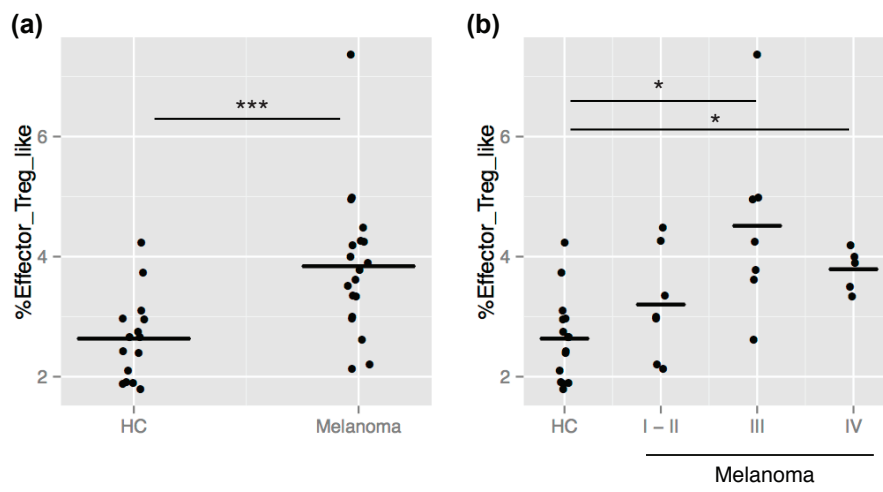 (a)
%Effector_Treg_like
6
4
2
***
HC
Melanoma
(b)
%Effector_Treg_like
6
4
2
*
*
HC
I – II
III
IV
Melanoma